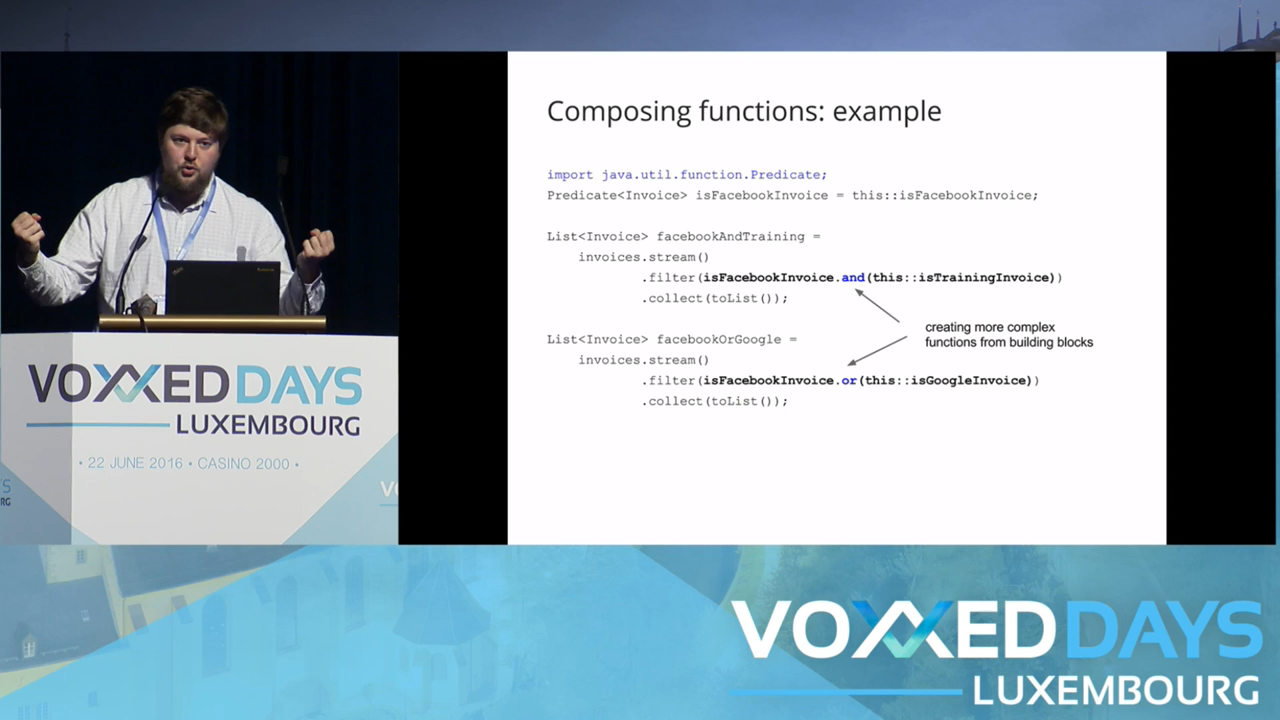 Composing functions: example
import java.util.function.Predicate;
Predicate<Invoice> isFacebookInvoice = this::isFacebookInvoice;
List<Invoice> facebookAndTraining =
invoices.stream()
.filter(isFacebookInvoice.and(this::isTrainingInvoice))
.collect(toList());
creating more complex
functions from building blocks
List<Invoice> facebookOrGoogle =
invoices.stream()
.filter(isFacebookInvoice.or(this::isGoogleInvoice))
.collect(toList());
VOXXED DAYS
LUXEMBOURG
• 22 JUNE 2016 • CASINO 2000 •
VOXXED DAYS
LUXEMBOURG